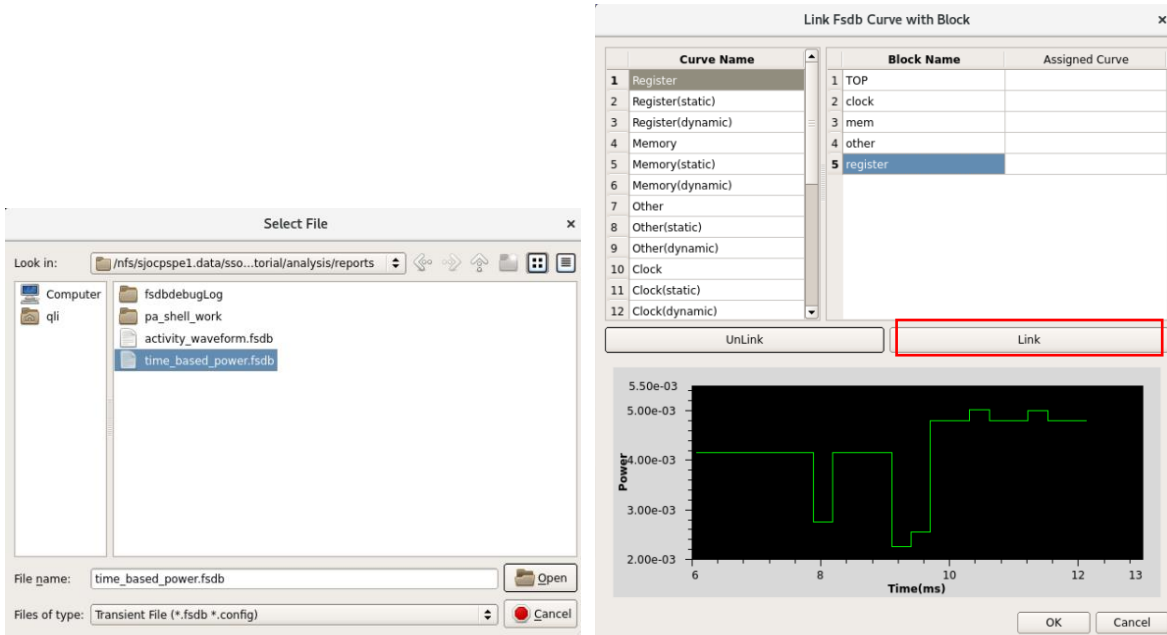 Select File ×
Look in: /nfs/sjocpspe1.data/sso...torial/analysis/reports
Computer
qli
fsdbdebugLog
pa_shell_work
activity_waveform.fsdb
time_based_power.fsdb
File name: time_based_power.fsdb Open
Files of type: Transient File (*.fsdb *.config) Cancel
Link Fsdb Curve with Block ×
Curve Name
1 Register
2 Register(static)
3 Register(dynamic)
4 Memory
5 Memory(static)
6 Memory(dynamic)
7 Other
8 Other(static)
9 Other(dynamic)
10 Clock
11 Clock(static)
12 Clock(dynamic)
Block Name Assigned Curve
1 TOP
2 clock
3 mem
4 other
5 register
UnLink Link
5.50e-03
5.00e-03
4.00e-03
3.00e-03
2.00e-03
Power
6 8 10 12 13
Time(ms)
OK Cancel